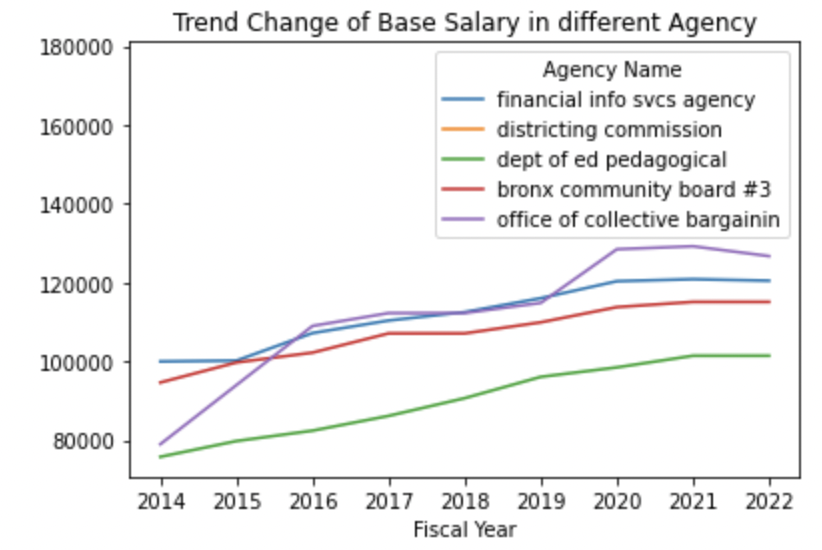 Trend Change of Base Salary in different Agency
180000
160000
140000
120000
100000
80000
Agency Name
financial info svcs agency
districting commission
dept of ed pedagogical
bronx community board #3
office of collective bargainin
2014 2015 2016 2017 2018 2019 2020 2021 2022
Fiscal Year